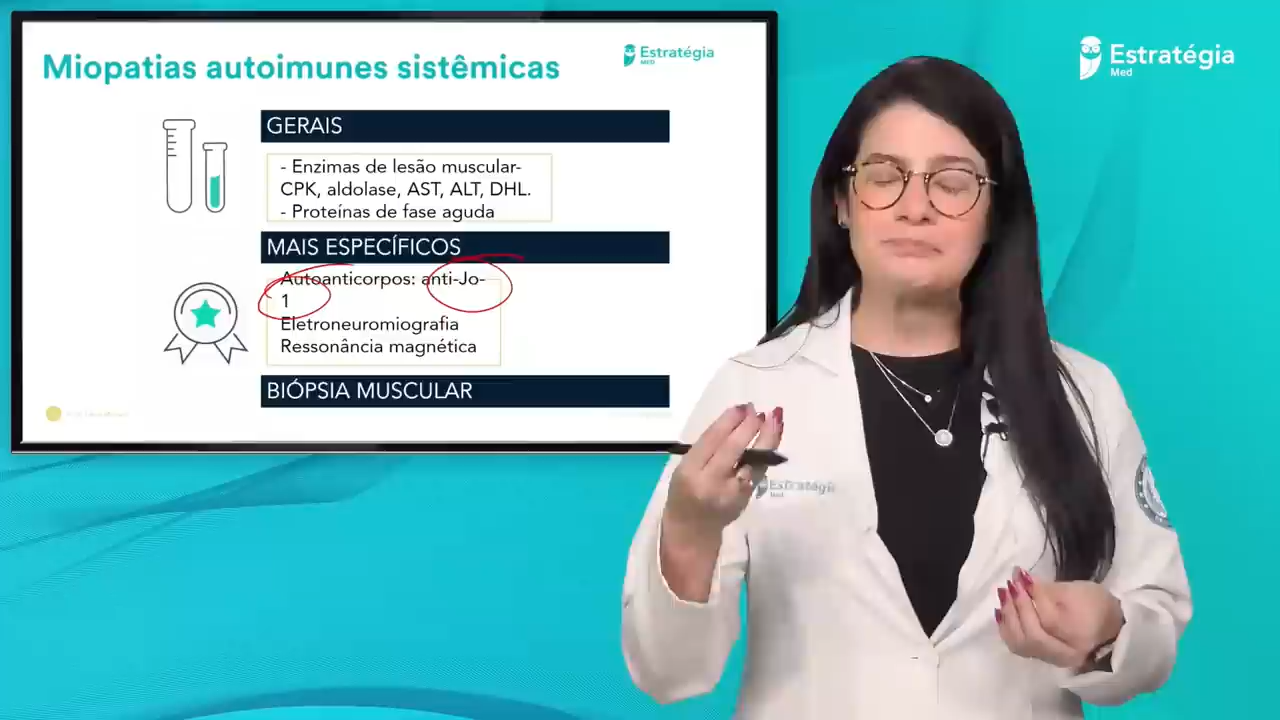 Miopatias autoimunes sistêmicas
Estratégia
MED
GERAIS
- Enzimas de lesão muscular-
CPK, aldolase, AST, ALT, DHL.
- Proteínas de fase aguda
MAIS ESPECÍFICOS
Autoanticorpos: anti-Jo-
1
Eletroneuromiografia
Ressonância magnética
BIÓPSIA MUSCULAR
Estratégia
Med
Estratégia
Med